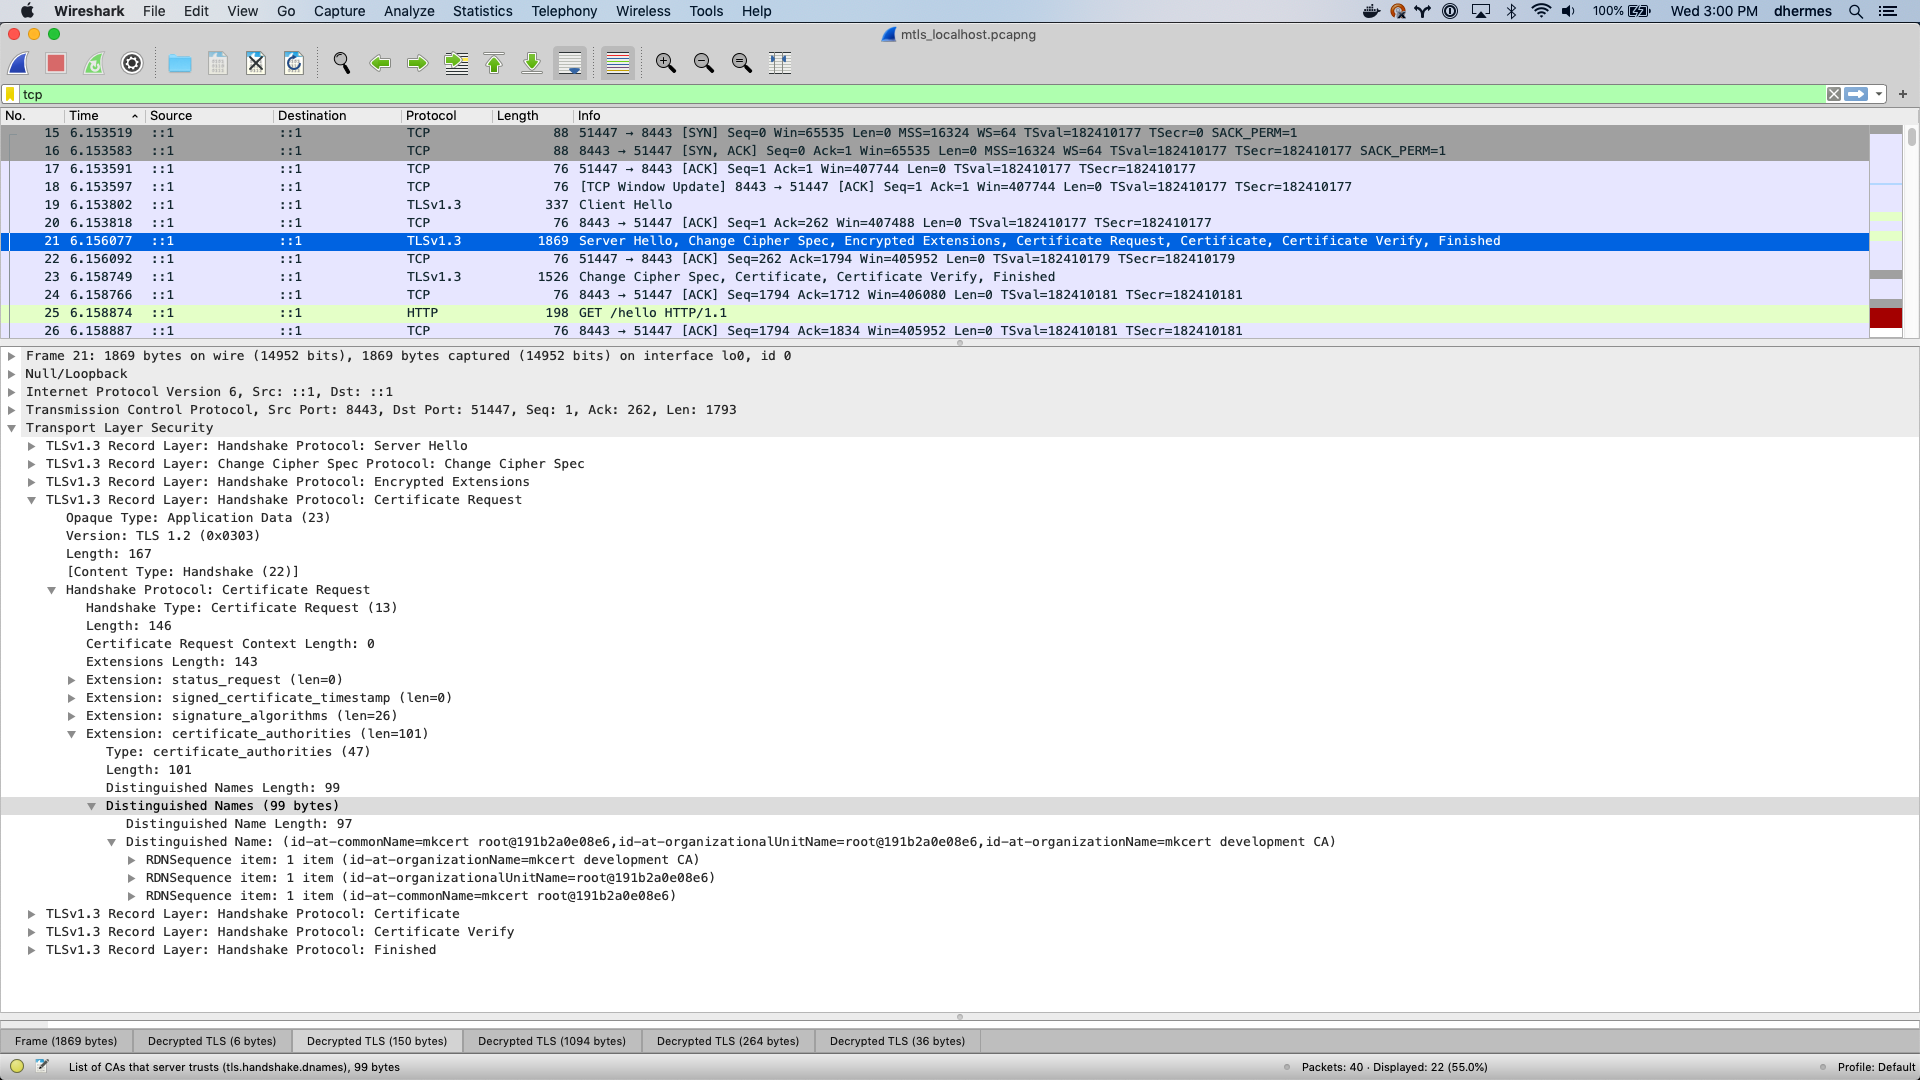 Wireshark File Edit View Go Capture Analyze Statistics Telephony Wireless Tools Help 100% Wed 3:00 PM dhermes
mtls_localhost.pcapng
tcp
No. Time Source Destination Protocol Length Info
15 6.153519 ::1 ::1 TCP 88 51447 → 8443 [SYN] Seq=0 Win=65535 Len=0 MSS=16324 WS=64 TSval=182410177 TSecr=0 SACK_PERM=1
16 6.153583 ::1 ::1 TCP 88 8443 → 51447 [SYN, ACK] Seq=0 Ack=1 Win=65535 Len=0 MSS=16324 WS=64 TSval=182410177 TSecr=182410177 SACK_PERM=1
17 6.153591 ::1 ::1 TCP 76 51447 → 8443 [ACK] Seq=1 Ack=1 Win=407744 Len=0 TSval=182410177 TSecr=182410177
18 6.153597 ::1 ::1 TCP 76 [TCP Window Update] 8443 → 51447 [ACK] Seq=1 Ack=1 Win=407744 Len=0 TSval=182410177 TSecr=182410177
19 6.153802 ::1 ::1 TLSv1.3 337 Client Hello
20 6.153818 ::1 ::1 TCP 76 8443 → 51447 [ACK] Seq=1 Ack=262 Win=407488 Len=0 TSval=182410177 TSecr=182410177
21 6.156077 ::1 ::1 TLSv1.3 1869 Server Hello, Change Cipher Spec, Encrypted Extensions, Certificate Request, Certificate, Certificate Verify, Finished
22 6.156092 ::1 ::1 TCP 76 51447 → 8443 [ACK] Seq=262 Ack=1794 Win=405952 Len=0 TSval=182410179 TSecr=182410179
23 6.158749 ::1 ::1 TLSv1.3 1526 Change Cipher Spec, Certificate, Certificate Verify, Finished
24 6.158766 ::1 ::1 TCP 76 8443 → 51447 [ACK] Seq=1794 Ack=1712 Win=406080 Len=0 TSval=182410181 TSecr=182410181
25 6.158874 ::1 ::1 HTTP 198 GET /hello HTTP/1.1
26 6.158887 ::1 ::1 TCP 76 8443 → 51447 [ACK] Seq=1794 Ack=1834 Win=405952 Len=0 TSval=182410181 TSecr=182410181
Frame 21: 1869 bytes on wire (14952 bits), 1869 bytes captured (14952 bits) on interface lo0, id 0
Null/Loopback
Internet Protocol Version 6, Src: ::1, Dst: ::1
Transmission Control Protocol, Src Port: 8443, Dst Port: 51447, Seq: 1, Ack: 262, Len: 1793
Transport Layer Security
TLSv1.3 Record Layer: Handshake Protocol: Server Hello
TLSv1.3 Record Layer: Change Cipher Spec Protocol: Change Cipher Spec
TLSv1.3 Record Layer: Handshake Protocol: Encrypted Extensions
TLSv1.3 Record Layer: Handshake Protocol: Certificate Request
Opaque Type: Application Data (23)
Version: TLS 1.2 (0x0303)
Length: 167
[Content Type: Handshake (22)]
Handshake Protocol: Certificate Request
Handshake Type: Certificate Request (13)
Length: 146
Certificate Request Context Length: 0
Extensions Length: 143
Extension: status_request (len=0)
Extension: signed_certificate_timestamp (len=0)
Extension: signature_algorithms (len=26)
Extension: certificate_authorities (len=101)
Type: certificate_authorities (47)
Length: 101
Distinguished Names Length: 99
Distinguished Names (99 bytes)
Distinguished Name Length: 97
Distinguished Name: (id-at-commonName=mkcert root@191b2a0e08e6,id-at-organizationalUnitName=root@191b2a0e08e6,id-at-organizationName=mkcert development CA)
RDNSequence item: 1 item (id-at-organizationName=mkcert development CA)
RDNSequence item: 1 item (id-at-organizationalUnitName=root@191b2a0e08e6)
RDNSequence item: 1 item (id-at-commonName=mkcert root@191b2a0e08e6)
TLSv1.3 Record Layer: Handshake Protocol: Certificate
TLSv1.3 Record Layer: Handshake Protocol: Certificate Verify
TLSv1.3 Record Layer: Handshake Protocol: Finished
Frame (1869 bytes) Decrypted TLS (6 bytes) Decrypted TLS (150 bytes) Decrypted TLS (1094 bytes) Decrypted TLS (264 bytes) Decrypted TLS (36 bytes)
List of CAs that server trusts (tls.handshake.dnames), 99 bytes Packets: 40 · Displayed: 22 (55.0%) Profile: Default